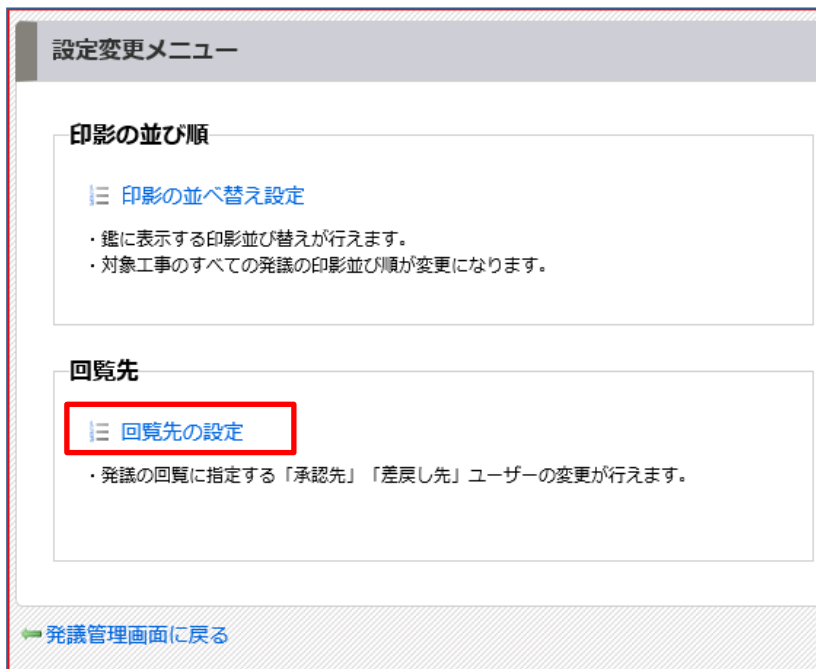 設定変更メニュー
印影の並び順
印影の並べ替え設定
・鑑に表示する印影並び替えが行えます。
・対象工事のすべての発議の印影並び順が変更になります。
回覧先
回覧先の設定
・発議の回覧に指定する「承認先」「差戻し先」ユーザーの変更が行えます。
発議管理画面に戻る